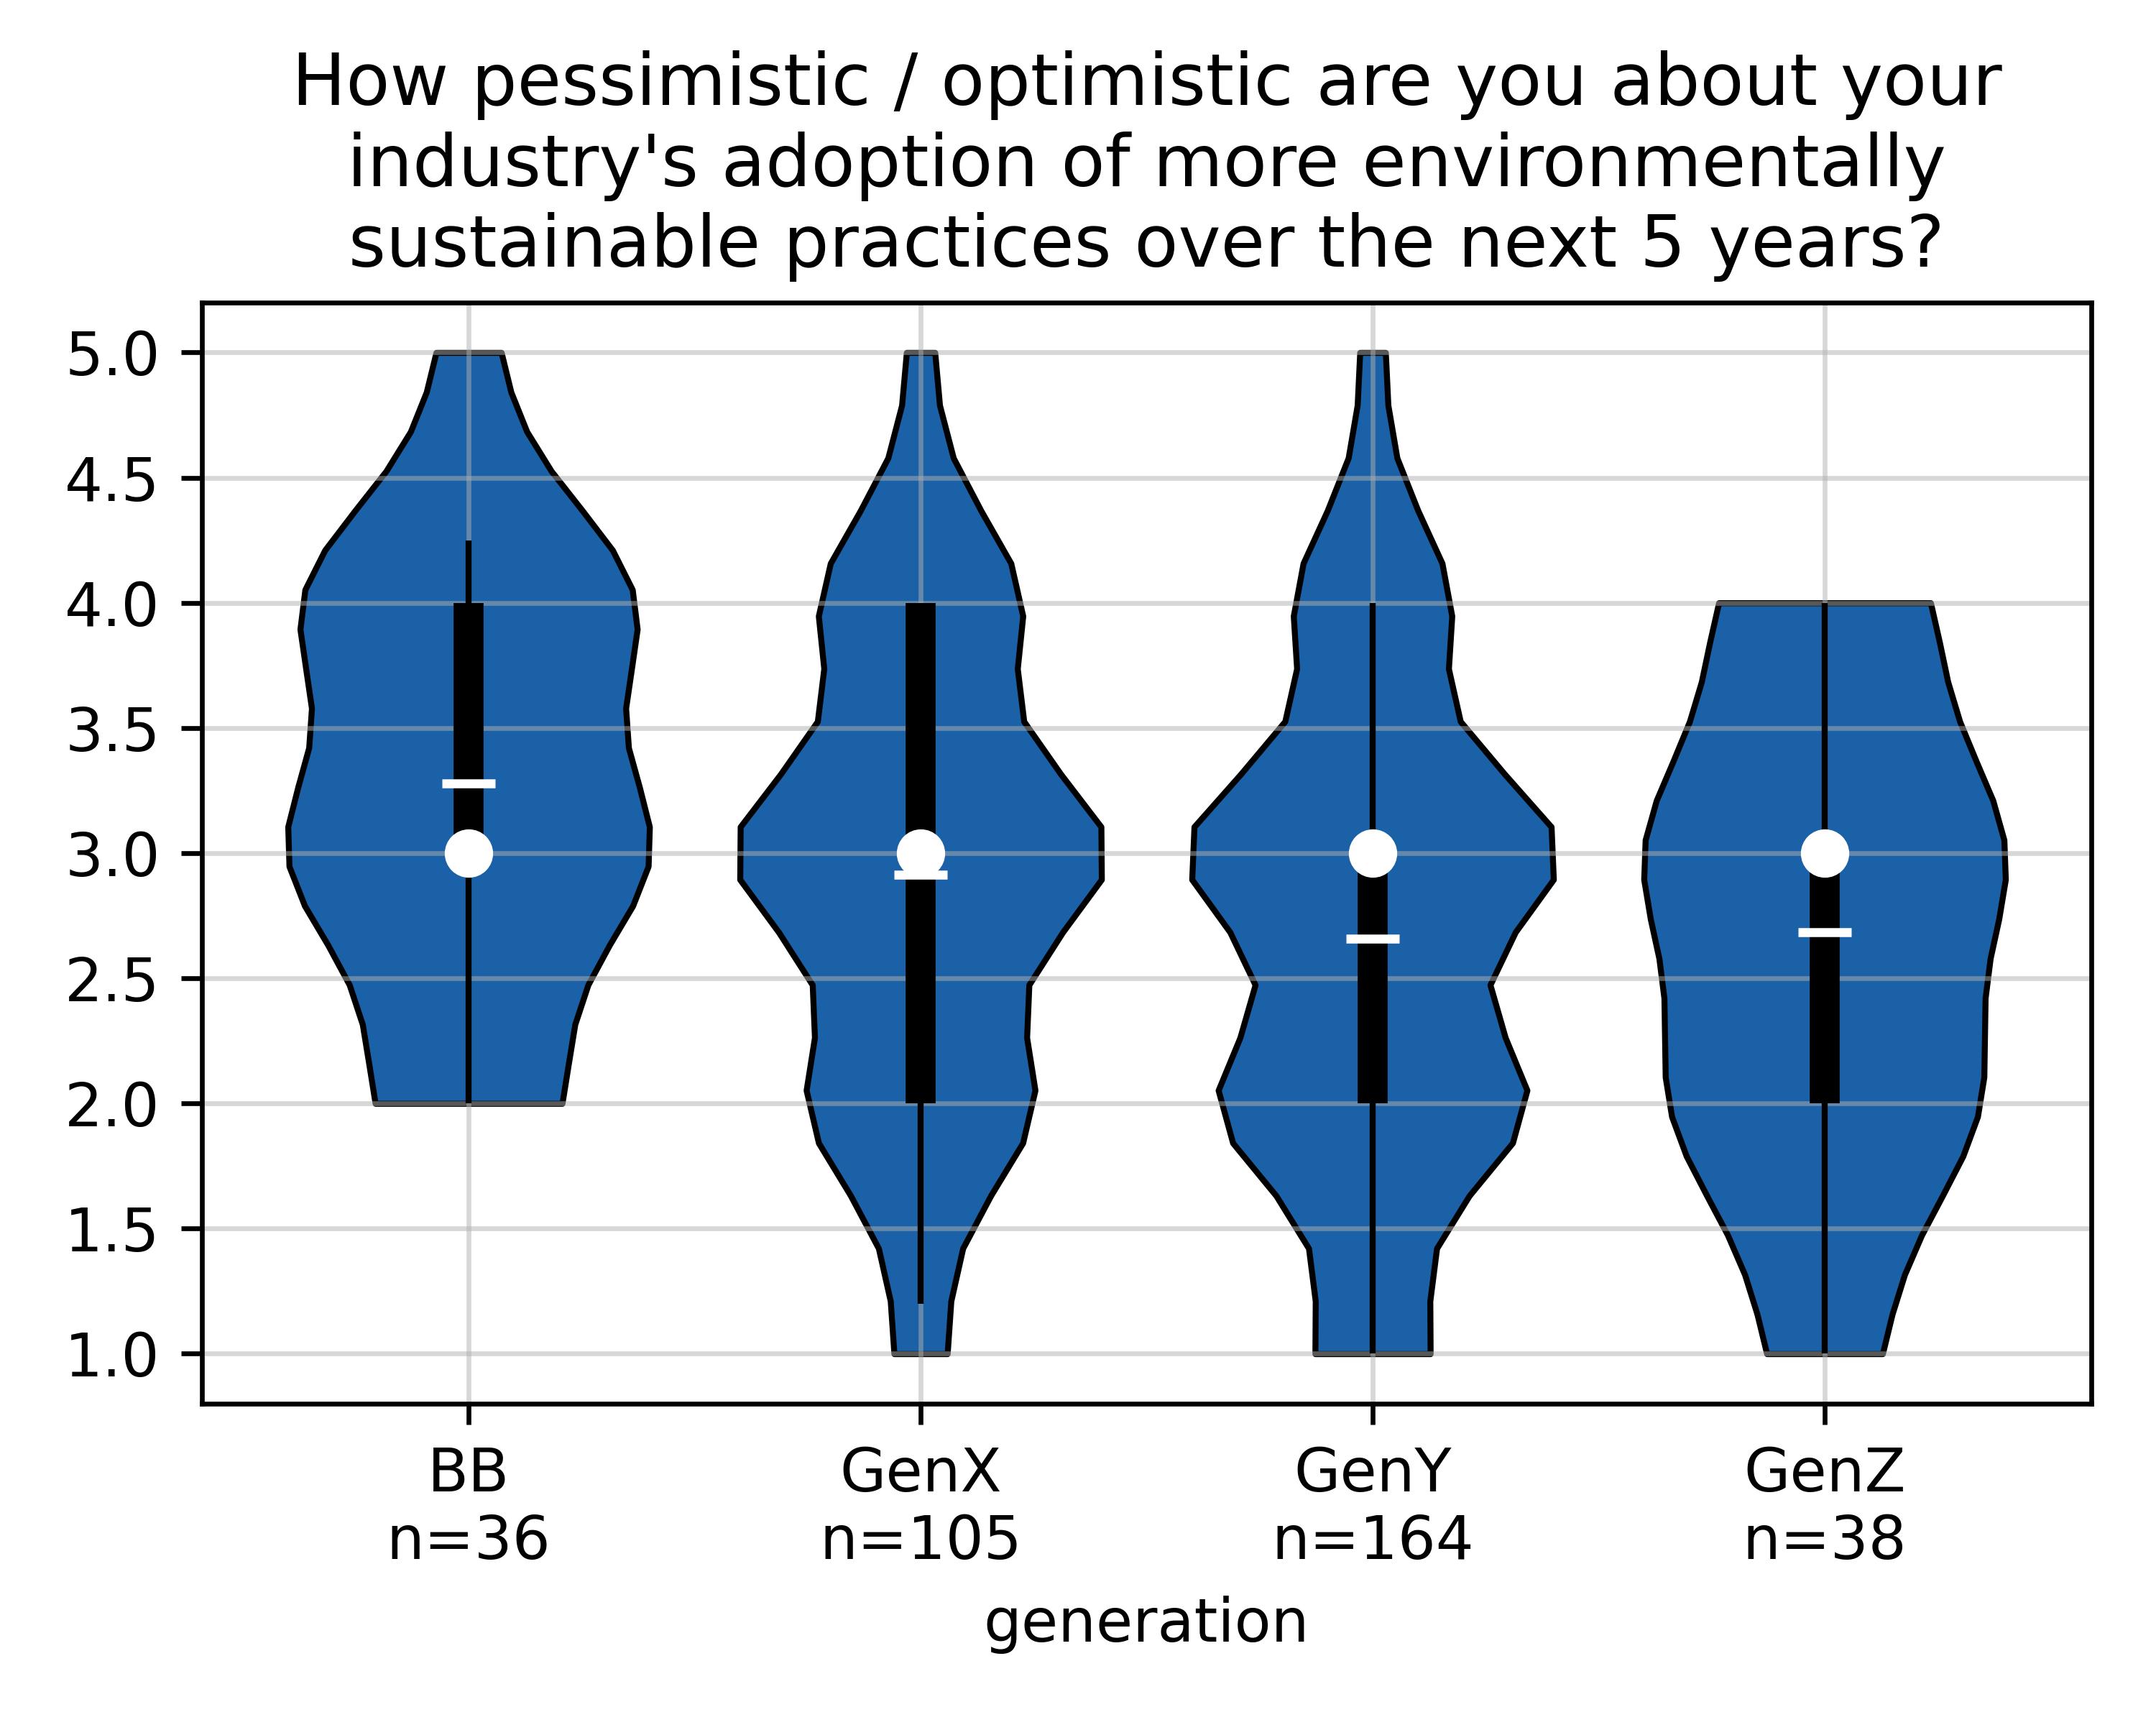 How pessimistic / optimistic are you about your
industry's adoption of more environmentally
sustainable practices over the next 5 years?
5.0
4.5
4.0
3.5
3.0
2.5
2.0
1.5
1.0
BB GenX GenY GenZ
n=36 n=105 n=164 n=38
generation